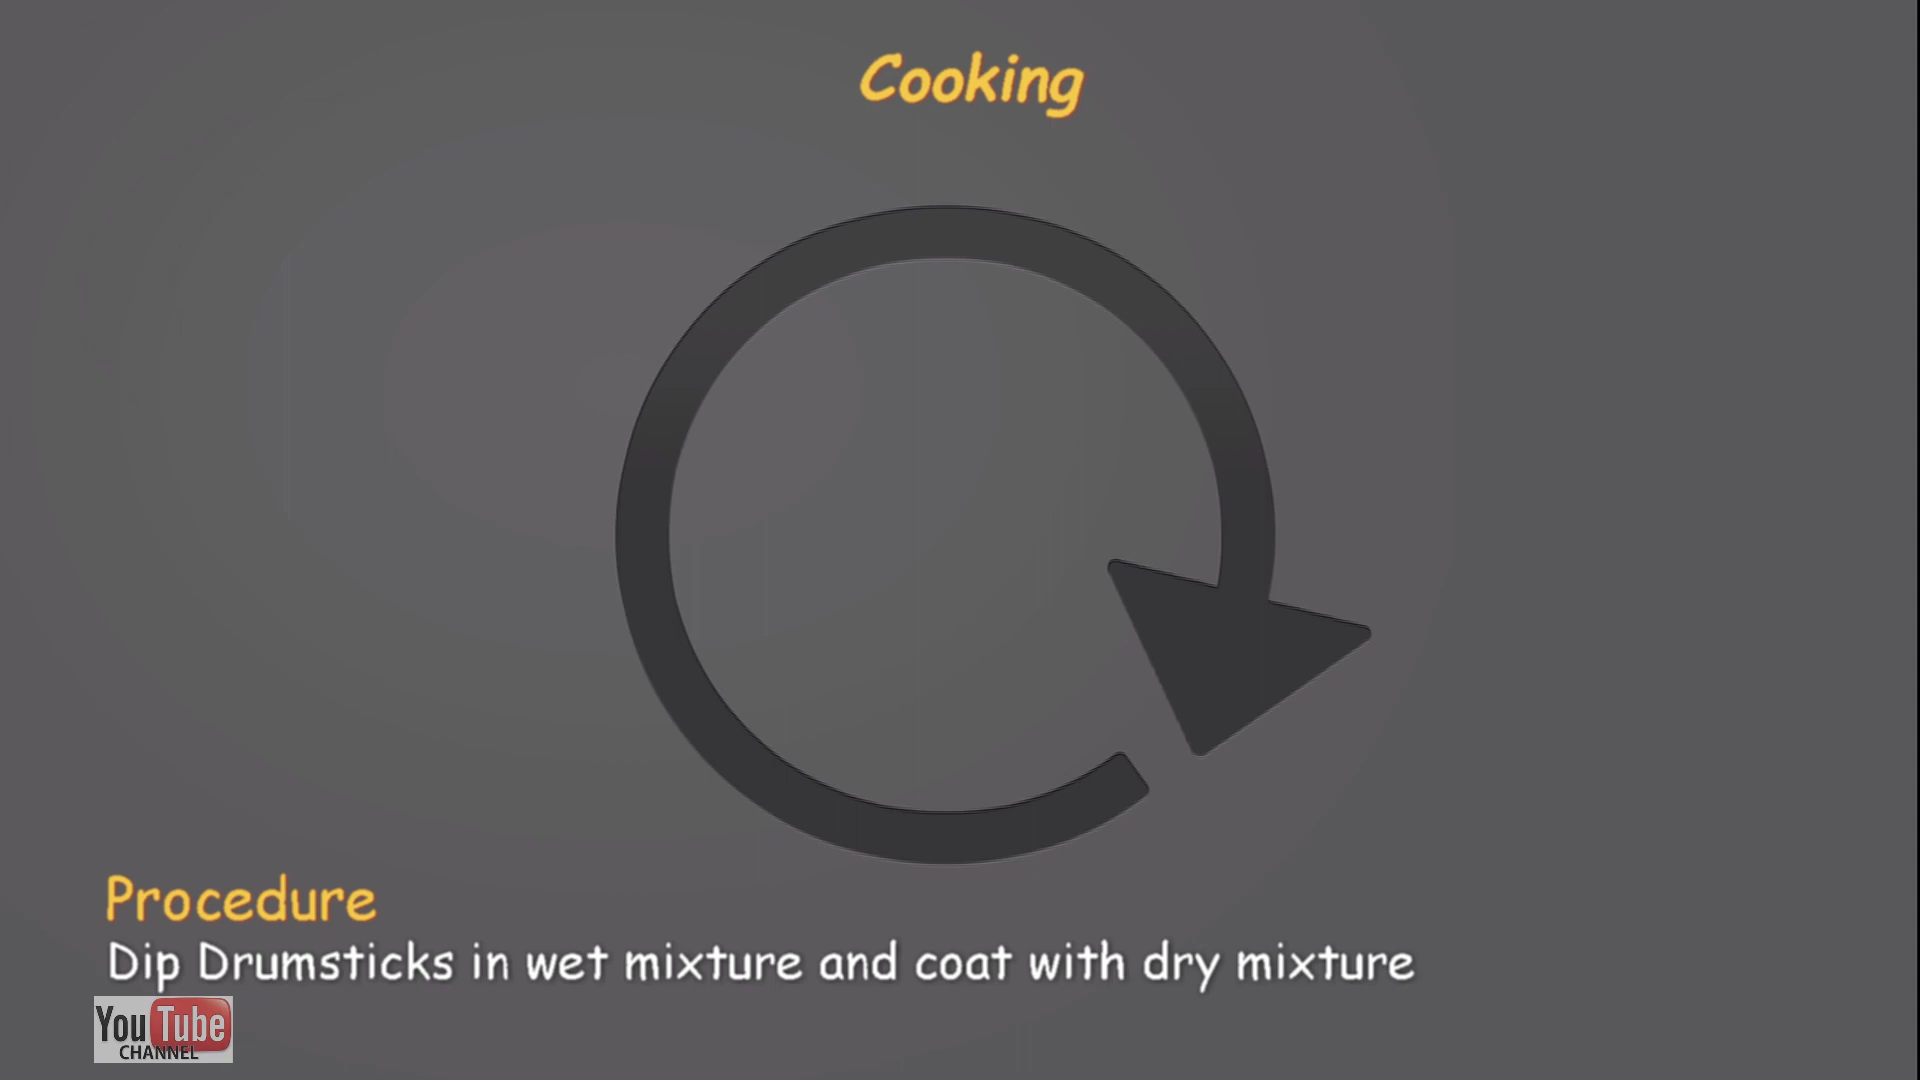 Cooking
Procedure
Dip Drumsticks in wet mixture and coat with dry mixture
YouTube
CHANNEL